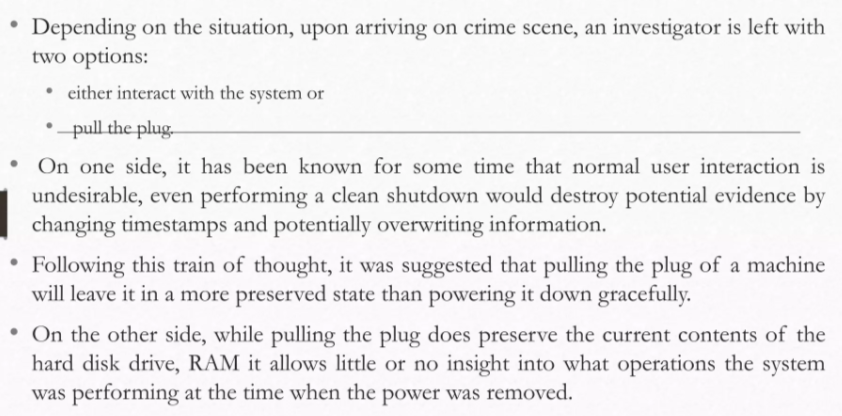 • Depending on the situation, upon arriving on crime scene, an investigator is left with
two options:
• either interact with the system or
• pull the plug.
• On one side, it has been known for some time that normal user interaction is
undesirable, even performing a clean shutdown would destroy potential evidence by
changing timestamps and potentially overwriting information.
• Following this train of thought, it was suggested that pulling the plug of a machine
will leave it in a more preserved state than powering it down gracefully.
• On the other side, while pulling the plug does preserve the current contents of the
hard disk drive, RAM it allows little or no insight into what operations the system
was performing at the time when the power was removed.